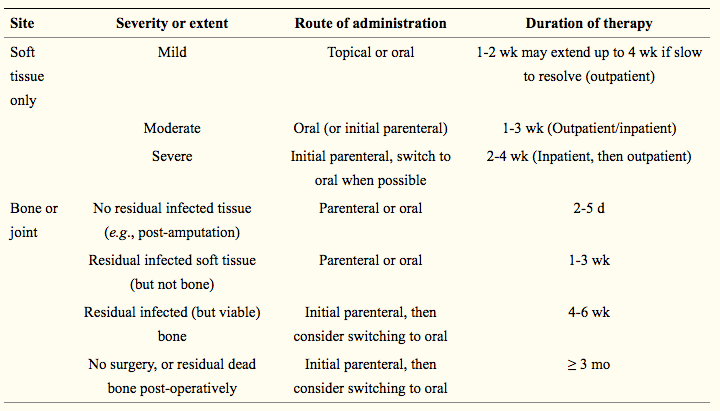 Site Severity or extent Route of administration Duration of therapy
Soft Mild Topical or oral 1-2 wk may extend up to 4 wk if slow
tissue to resolve (outpatient)
only
Moderate Oral (or initial parenteral) 1-3 wk (Outpatient/inpatient)
Severe Initial parenteral, switch to 2-4 wk (Inpatient, then outpatient)
oral when possible
Bone or No residual infected tissue Parenteral or oral 2-5 d
joint (e.g., post-amputation)
Residual infected soft tissue Parenteral or oral 1-3 wk
(but not bone)
Residual infected (but viable) Initial parenteral, then 4-6 wk
bone consider switching to oral
No surgery, or residual dead Initial parenteral, then ≥ 3 mo
bone post-operatively consider switching to oral